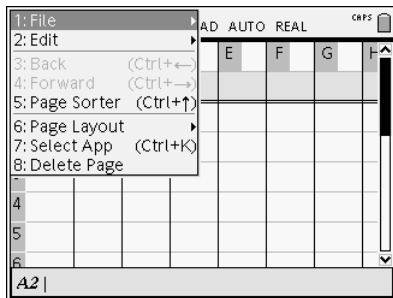 1: File
AD AUTO REAL
CAPS
2: Edit
E F G H
3: Back (Ctrl+←)
4: Forward (Ctrl+→)
5: Page Sorter (Ctrl+↑)
6: Page Layout
7: Select App (Ctrl+K)
8: Delete Page
4
5
6
A2